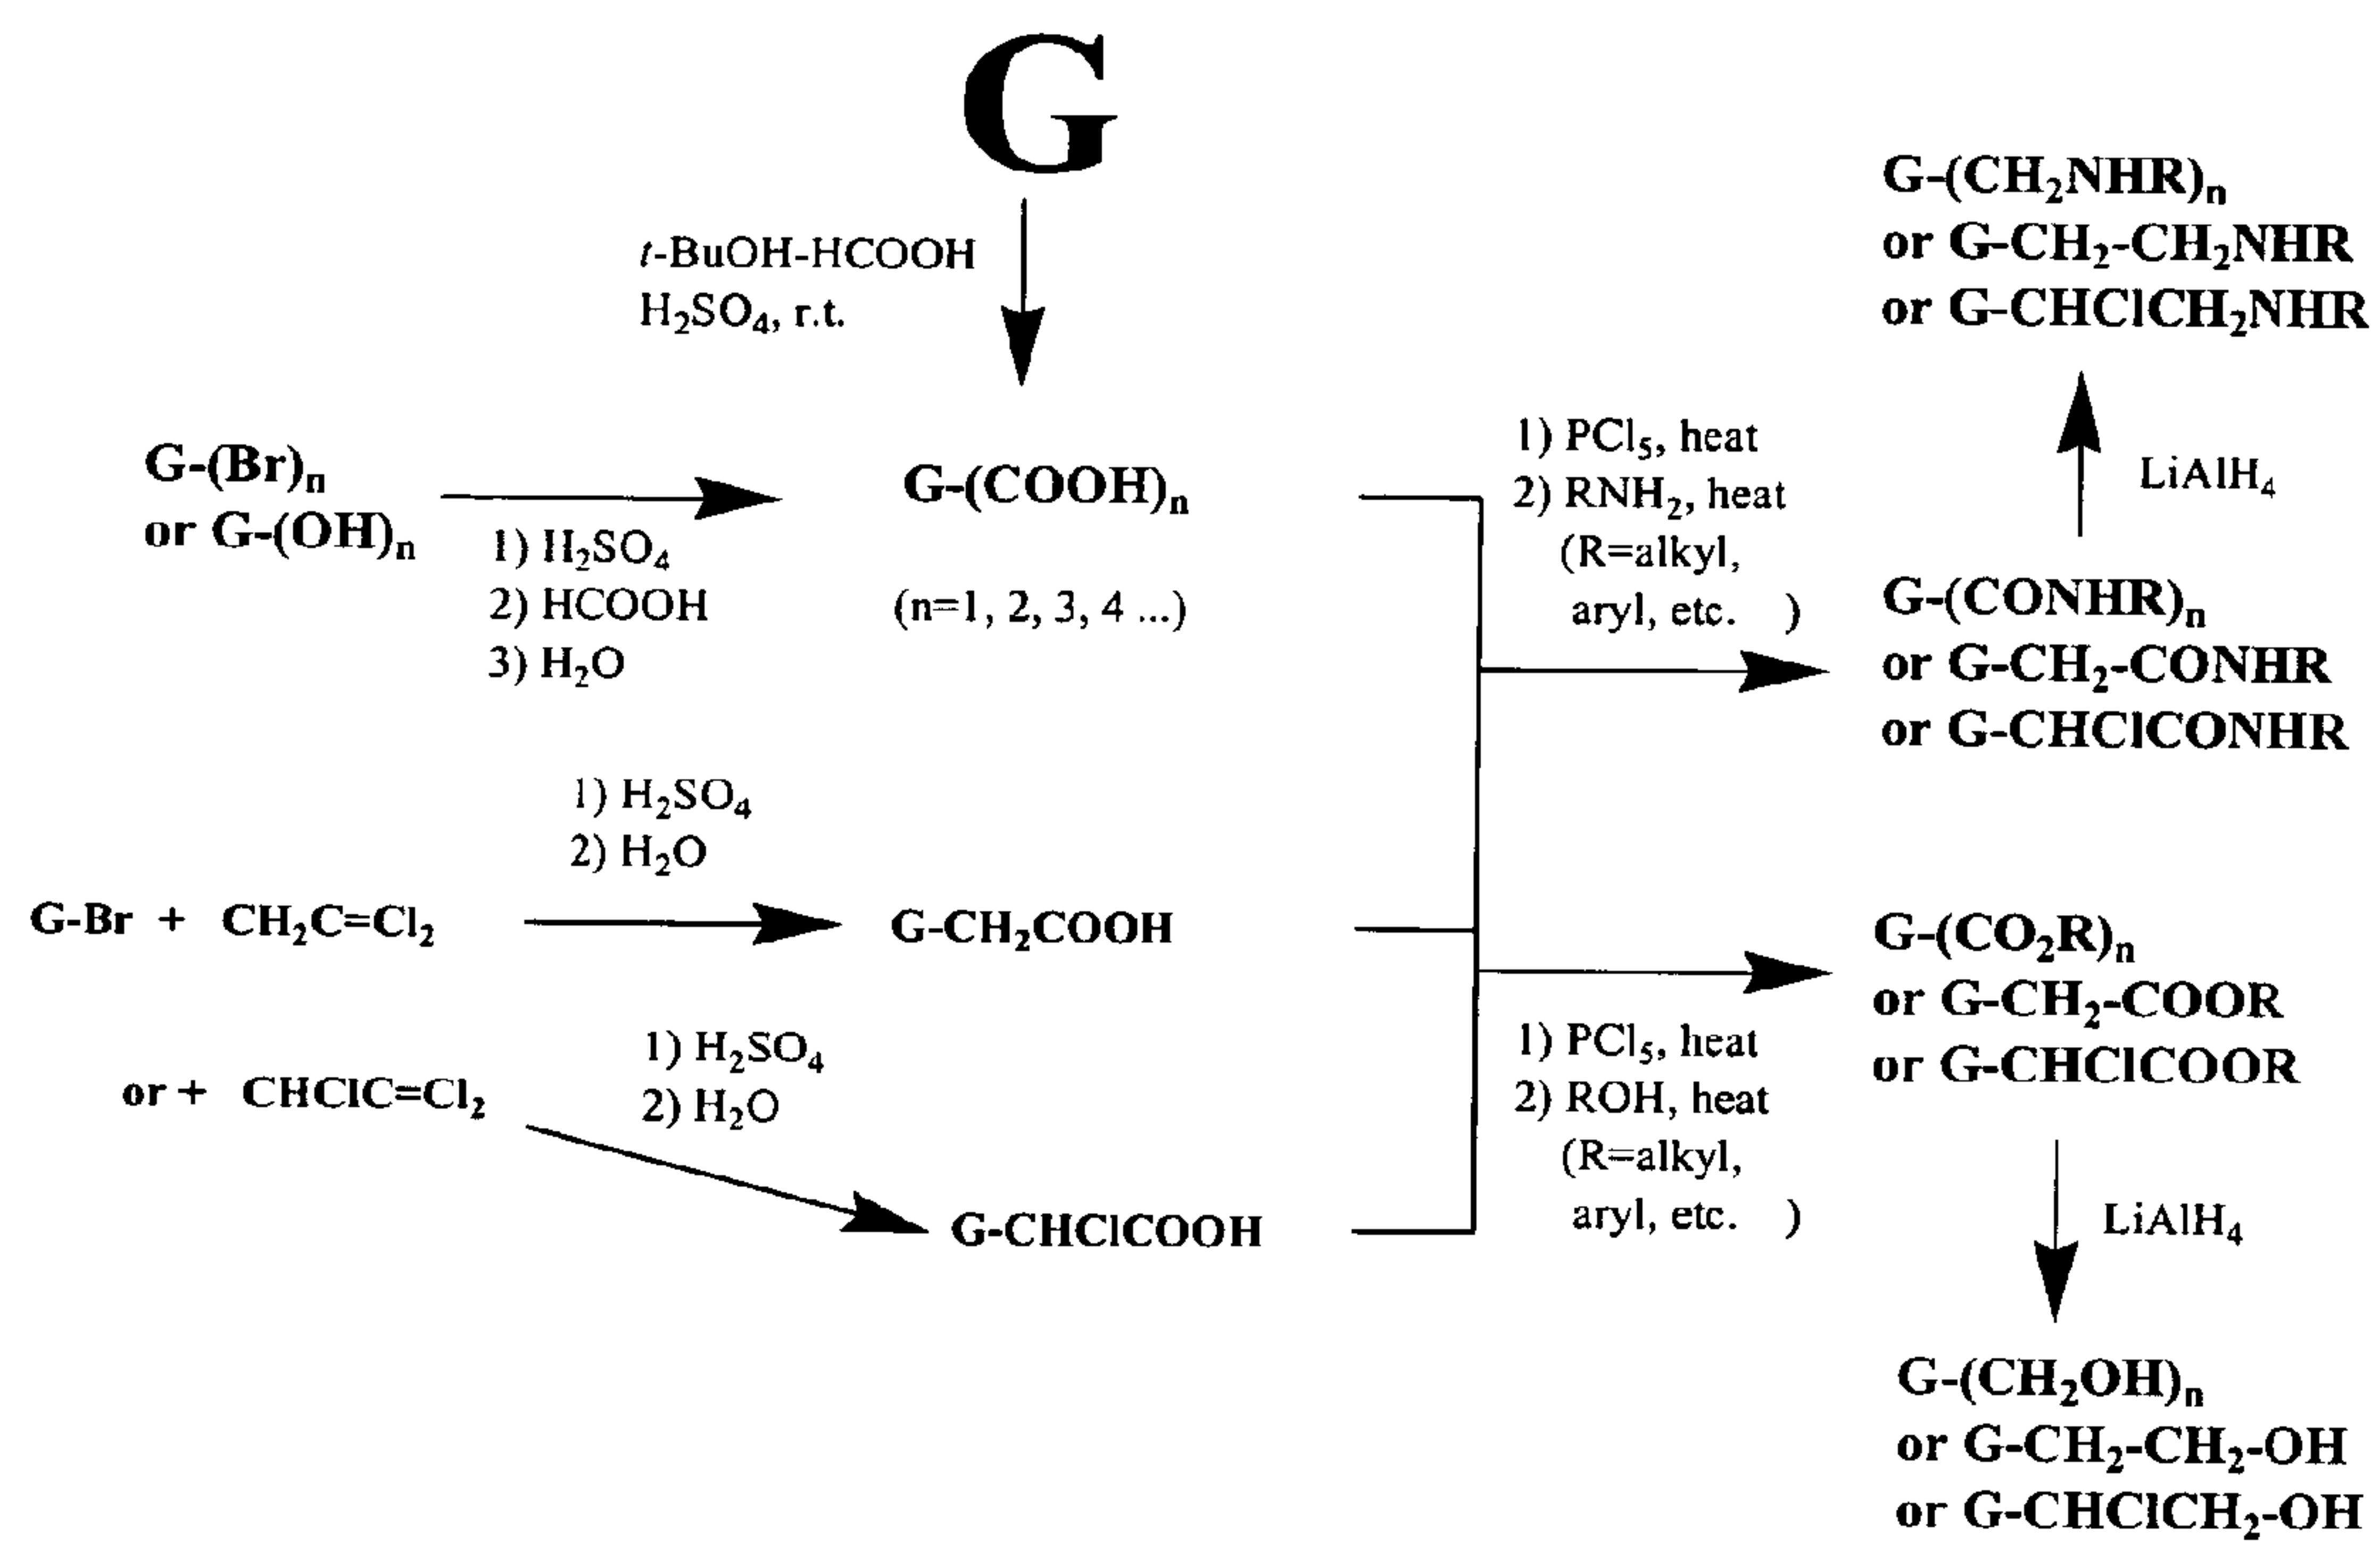 G
t-BuOH-HCOOH
H₂SO₄, r.t.
G-(Br)ₙ
or G-(OH)ₙ
1) H₂SO₄
2) HCOOH
3) H₂O
G-(COOH)ₙ
(n=1, 2, 3, 4 ...)
1) PCl₅, heat
2) RNH₂, heat
(R=alkyl,
aryl, etc. )
G-(CH₂NHR)ₙ
or G-CH₂-CH₂NHR
or G-CHClCH₂NHR
LiAlH₄
G-(CONHR)ₙ
or G-CH₂-CONHR
or G-CHClCONHR
1) H₂SO₄
2) H₂O
G-Br + CH₂C=Cl₂
G-CH₂COOH
or + CHClC=Cl₂
1) H₂SO₄
2) H₂O
G-CHClCOOH
1) PCl₅, heat
2) ROH, heat
(R=alkyl,
aryl, etc. )
G-(CO₂R)ₙ
or G-CH₂-COOR
or G-CHClCOOR
LiAlH₄
G-(CH₂OH)ₙ
or G-CH₂-CH₂-OH
or G-CHClCH₂-OH